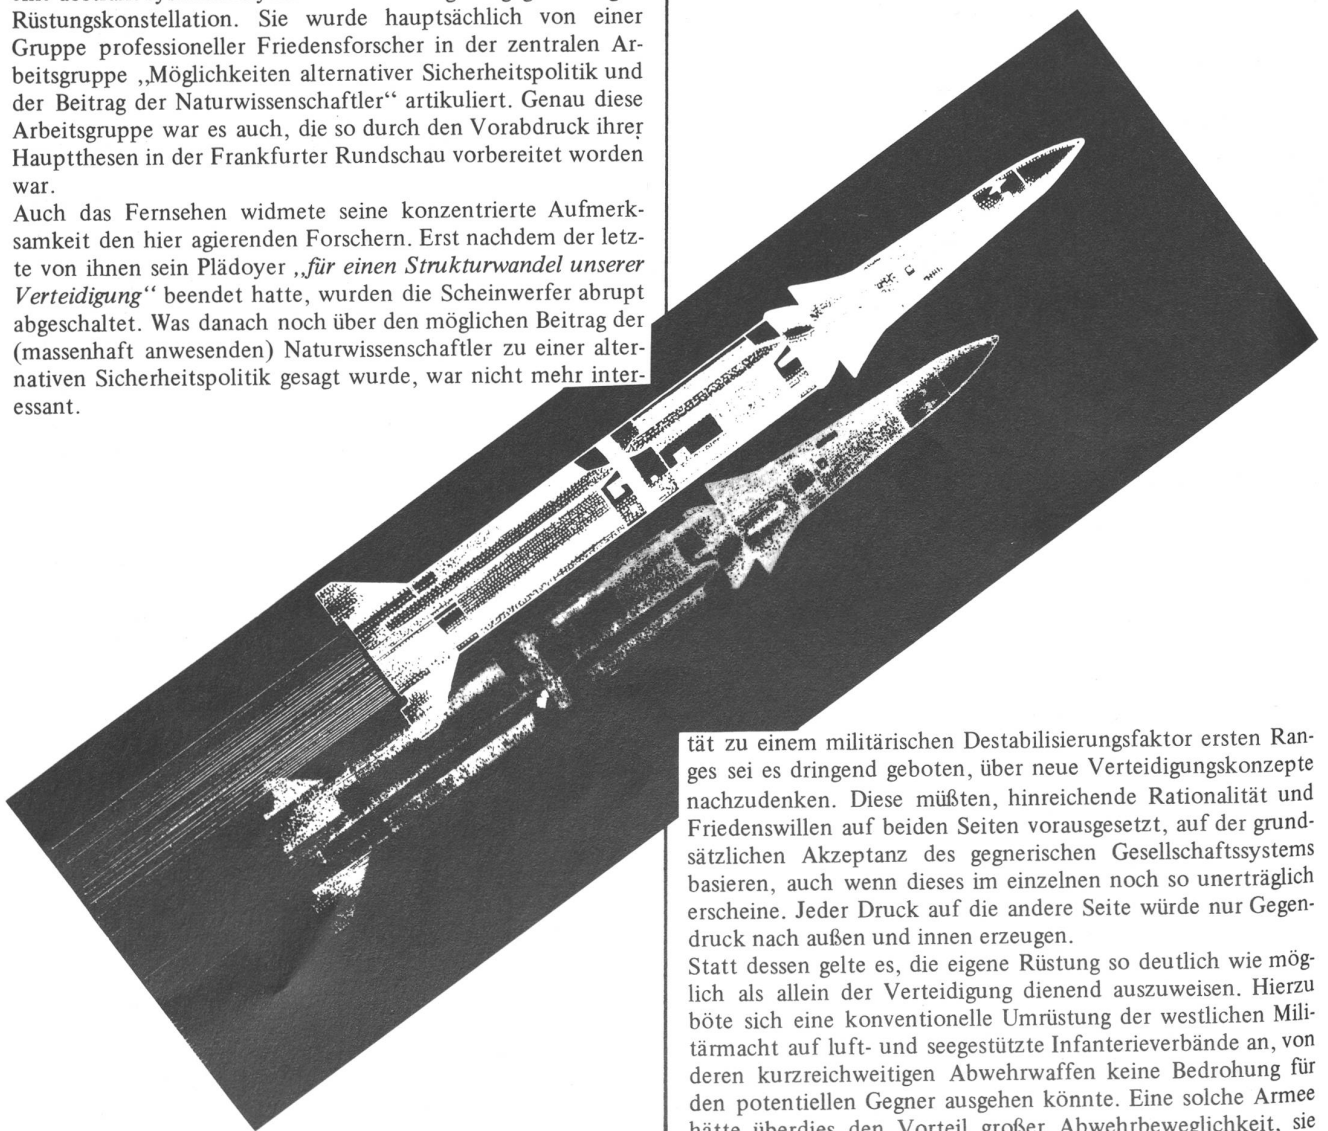 Rüstungskonstellation. Sie wurde hauptsächlich von einer
Gruppe professioneller Friedensforscher in der zentralen Ar-
beitsgruppe „Möglichkeiten alternativer Sicherheitspolitik und
der Beitrag der Naturwissenschaftler“ artikuliert. Genau diese
Arbeitsgruppe war es auch, die so durch den Vorabdruck ihrer
Hauptthesen in der Frankfurter Rundschau vorbereitet worden
war.
Auch das Fernsehen widmete seine konzentrierte Aufmerk-
samkeit den hier agierenden Forschern. Erst nachdem der letz-
te von ihnen sein Plädoyer „für einen Strukturwandel unserer
Verteidigung“ beendet hatte, wurden die Scheinwerfer abrupt
abgeschaltet. Was danach noch über den möglichen Beitrag der
(massenhaft anwesenden) Naturwissenschaftler zu einer alter-
nativen Sicherheitspolitik gesagt wurde, war nicht mehr inter-
essant.
tät zu einem militärischen Destabilisierungsfaktor ersten Ran-
ges sei es dringend geboten, über neue Verteidigungskonzepte
nachzudenken. Diese müßten, hinreichende Rationalität und
Friedenswillen auf beiden Seiten vorausgesetzt, auf der grund-
sätzlichen Akzeptanz des gegnerischen Gesellschaftssystems
basieren, auch wenn dieses im einzelnen noch so unerträglich
erscheine. Jeder Druck auf die andere Seite würde nur Gegen-
druck nach außen und innen erzeugen.
Statt dessen gelte es, die eigene Rüstung so deutlich wie mög-
lich als allein der Verteidigung dienend auszuweisen. Hierzu
böte sich eine konventionelle Umrüstung der westlichen Mili-
tärmacht auf luft- und seegestützte Infanterieverbände an, von
deren kurzreichweitigen Abwehrwaffen keine Bedrohung für
den potentiellen Gegner ausgehen könnte. Eine solche Armee
hätte überdies den Vorteil großer Abwehrbeweglichkeit, sie